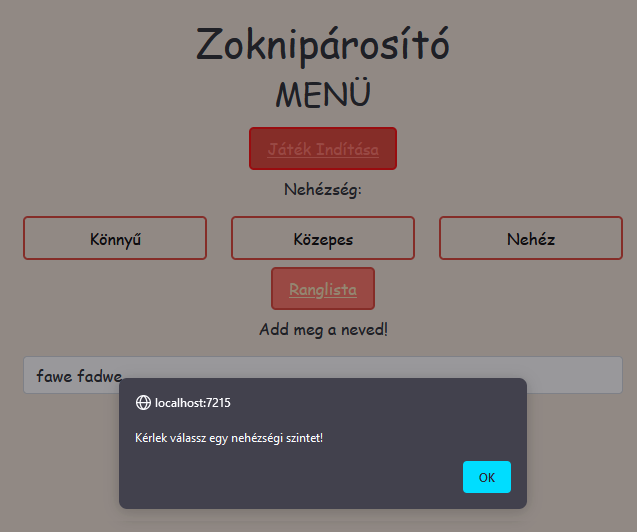 Zoknipárosító
MENÜ
Játék Indítása
Nehézség:
Könnyű Közepes Nehéz
Ranglista
Add meg a neved!
fawe fadwe
localhost:7215
Kérlek válassz egy nehézségi szintet!
OK